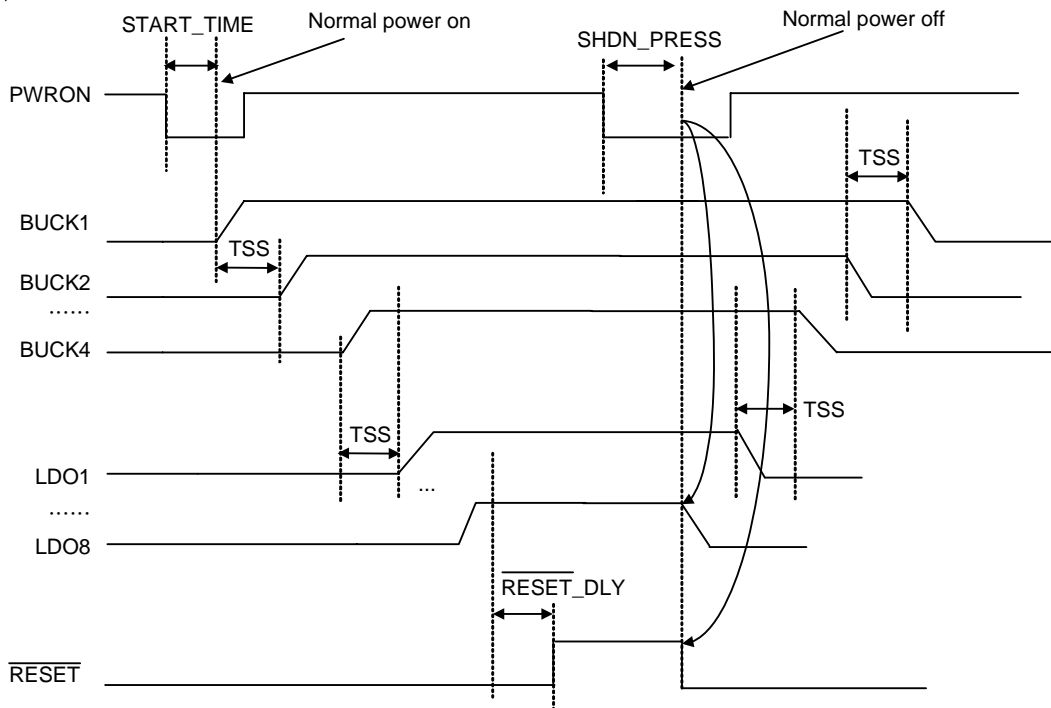 START_TIME
Normal power on
SHDN_PRESS
Normal power off
PWRON
TSS
BUCK1
TSS
BUCK2
......
BUCK4
TSS
TSS
LDO1
...
......
LDO8
RESET_DLY
RESET